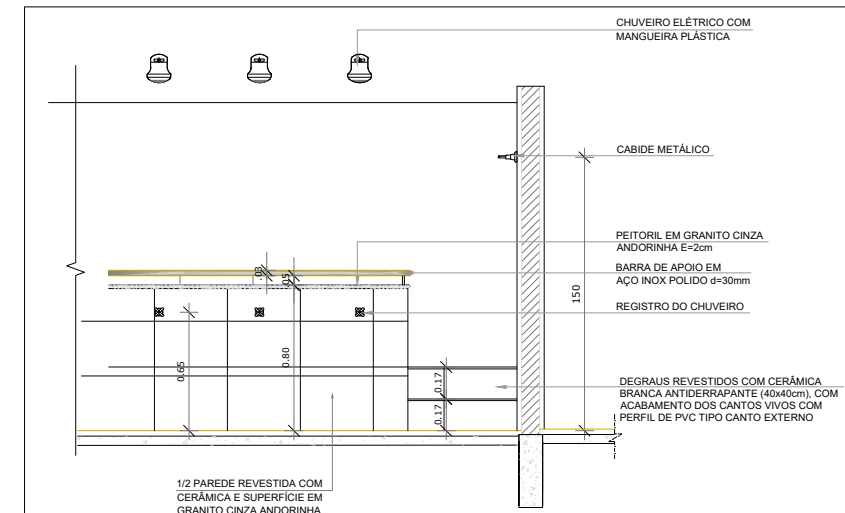 CHUVEIRO ELÉTRICO COM
MANGUEIRA PLÁSTICA
CABIDE METÁLICO
PEITORIL EM GRANITO CINZA
ANDORINHA E=2cm
BARRA DE APOIO EM
AÇO INOX POLIDO d=30mm
.03
.05
REGISTRO DO CHUVEIRO
150
0.65
0.80
0.17
0.17
DEGRAUS REVESTIDOS COM CERÂMICA
BRANCA ANTIDERRAPANTE (40x40cm), COM
ACABAMENTO DOS CANTOS VIVOS COM
PERFIL DE PVC TIPO CANTO EXTERNO
1/2 PAREDE REVESTIDA COM
CERÂMICA E SUPERFÍCIE EM
GRANITO CINZA ANDORINHA